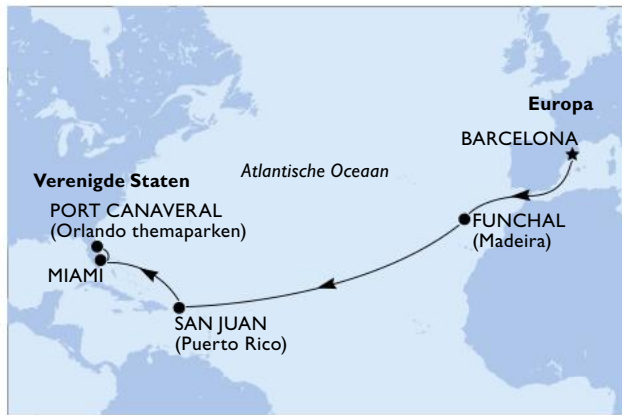 Europa
BARCELONA
Atlantische Oceaan
Verenigde Staten
PORT CANAVERAL
(Orlando themaparken)
FUNCHAL
(Madeira)
MIAMI
SAN JUAN
(Puerto Rico)